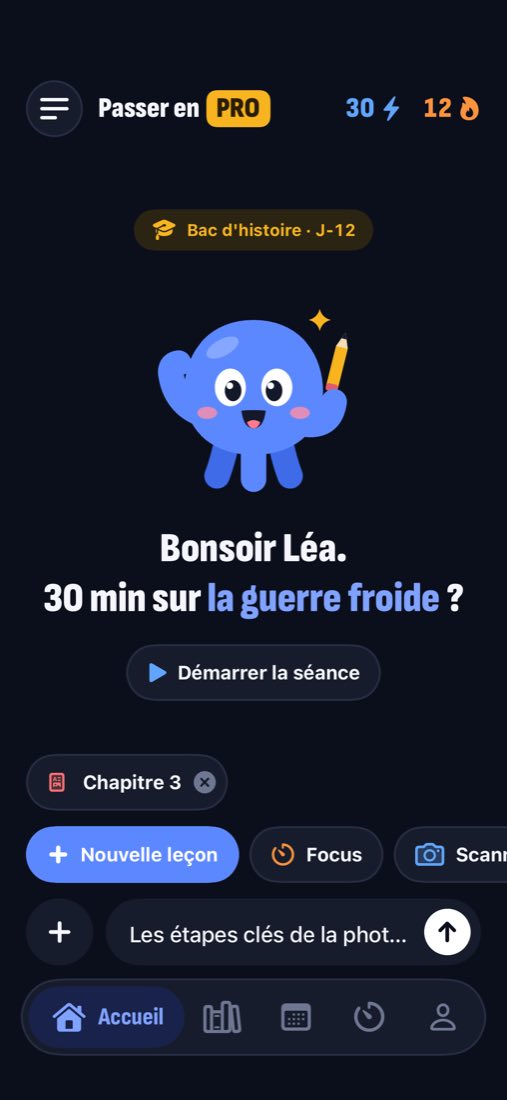 Passer en PRO 30 12
Bac d'histoire · J-12
Bonsoir Léa.
30 min sur la guerre froide ?
Démarrer la séance
Chapitre 3
Nouvelle leçon Focus Scanr
Les étapes clés de la phot...
Accueil